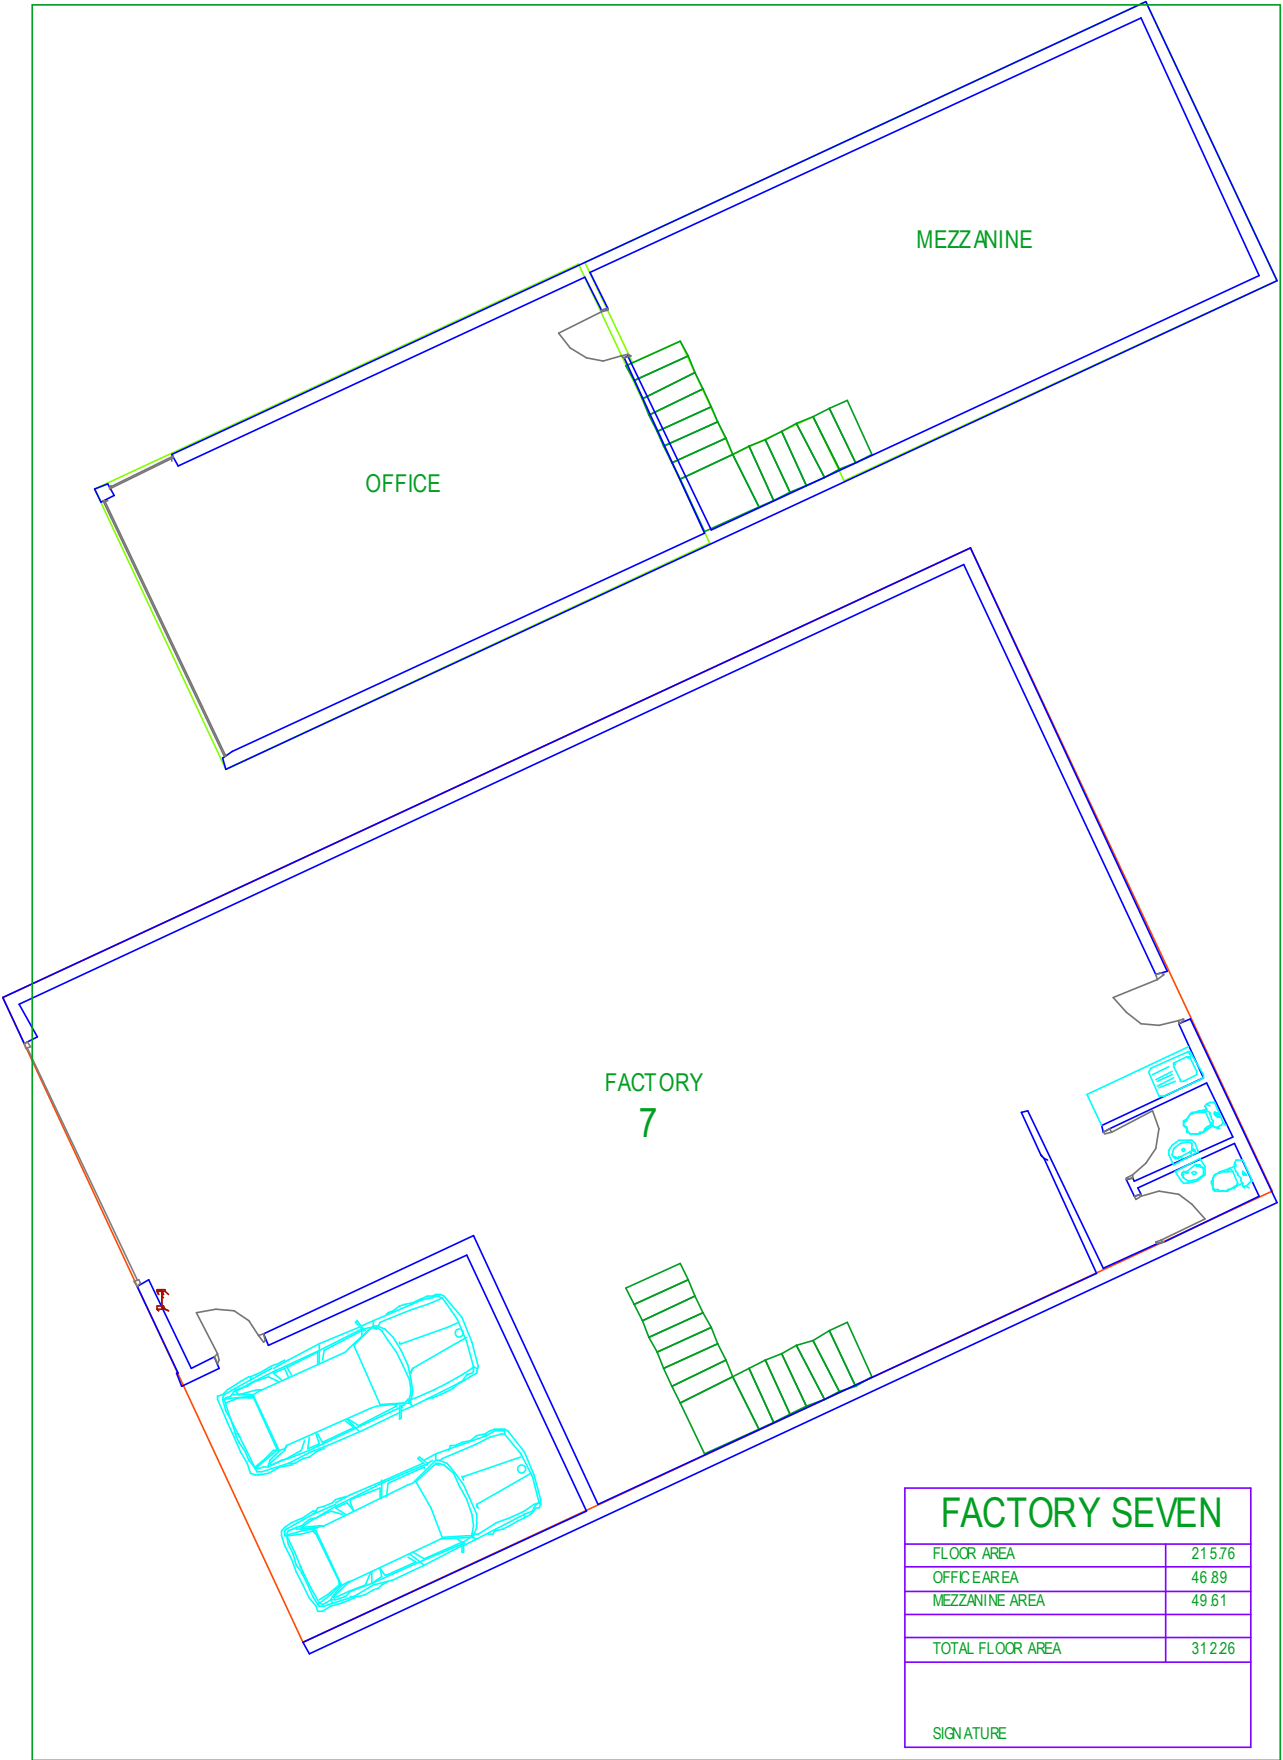 MEZZANINE
OFFICE
FACTORY
7
FACTORY SEVEN
FLOOR AREA 215.76
OFFICE AREA 46.89
MEZZANINE AREA 49.61
TOTAL FLOOR AREA 312.26
SIGNATURE